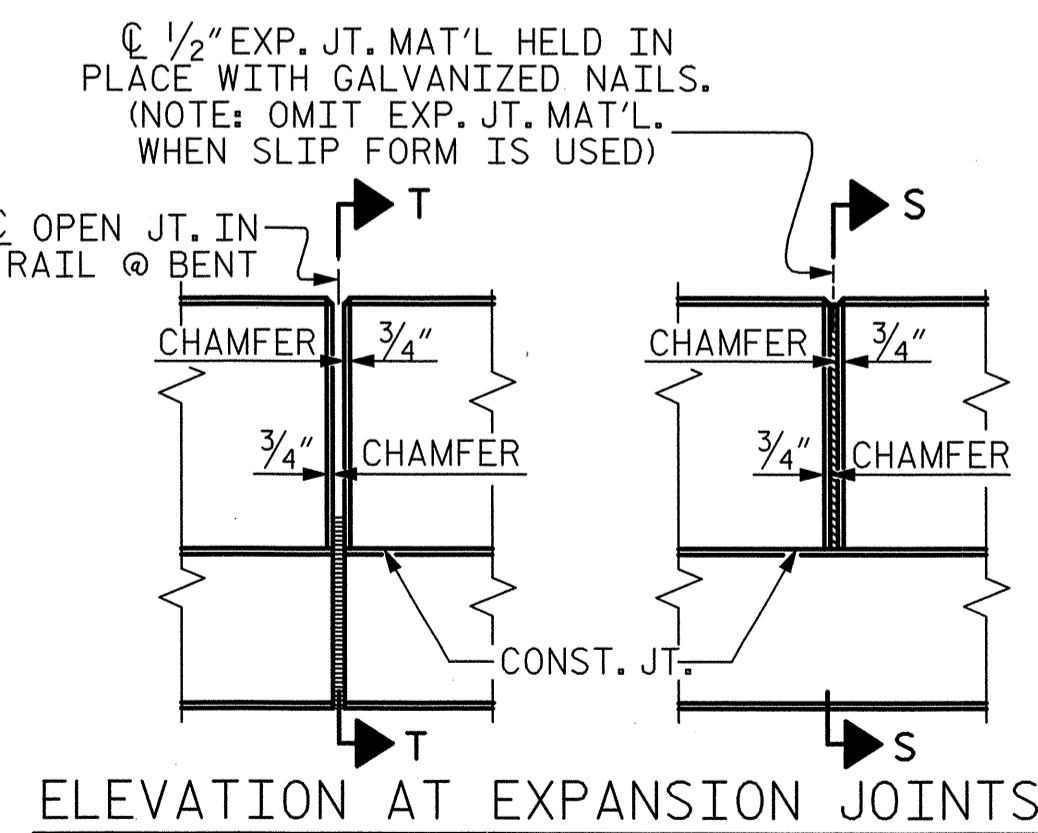 ℄ 1/2" EXP. JT. MAT'L HELD IN
PLACE WITH GALVANIZED NAILS.
(NOTE: OMIT EXP. JT. MAT'L.
WHEN SLIP FORM IS USED)
T
S
℄ OPEN JT. IN
RAIL @ BENT
CHAMFER 3/4"
CHAMFER 3/4"
3/4" CHAMFER
3/4" CHAMFER
CONST. JT.
T
S
ELEVATION AT EXPANSION JOINTS